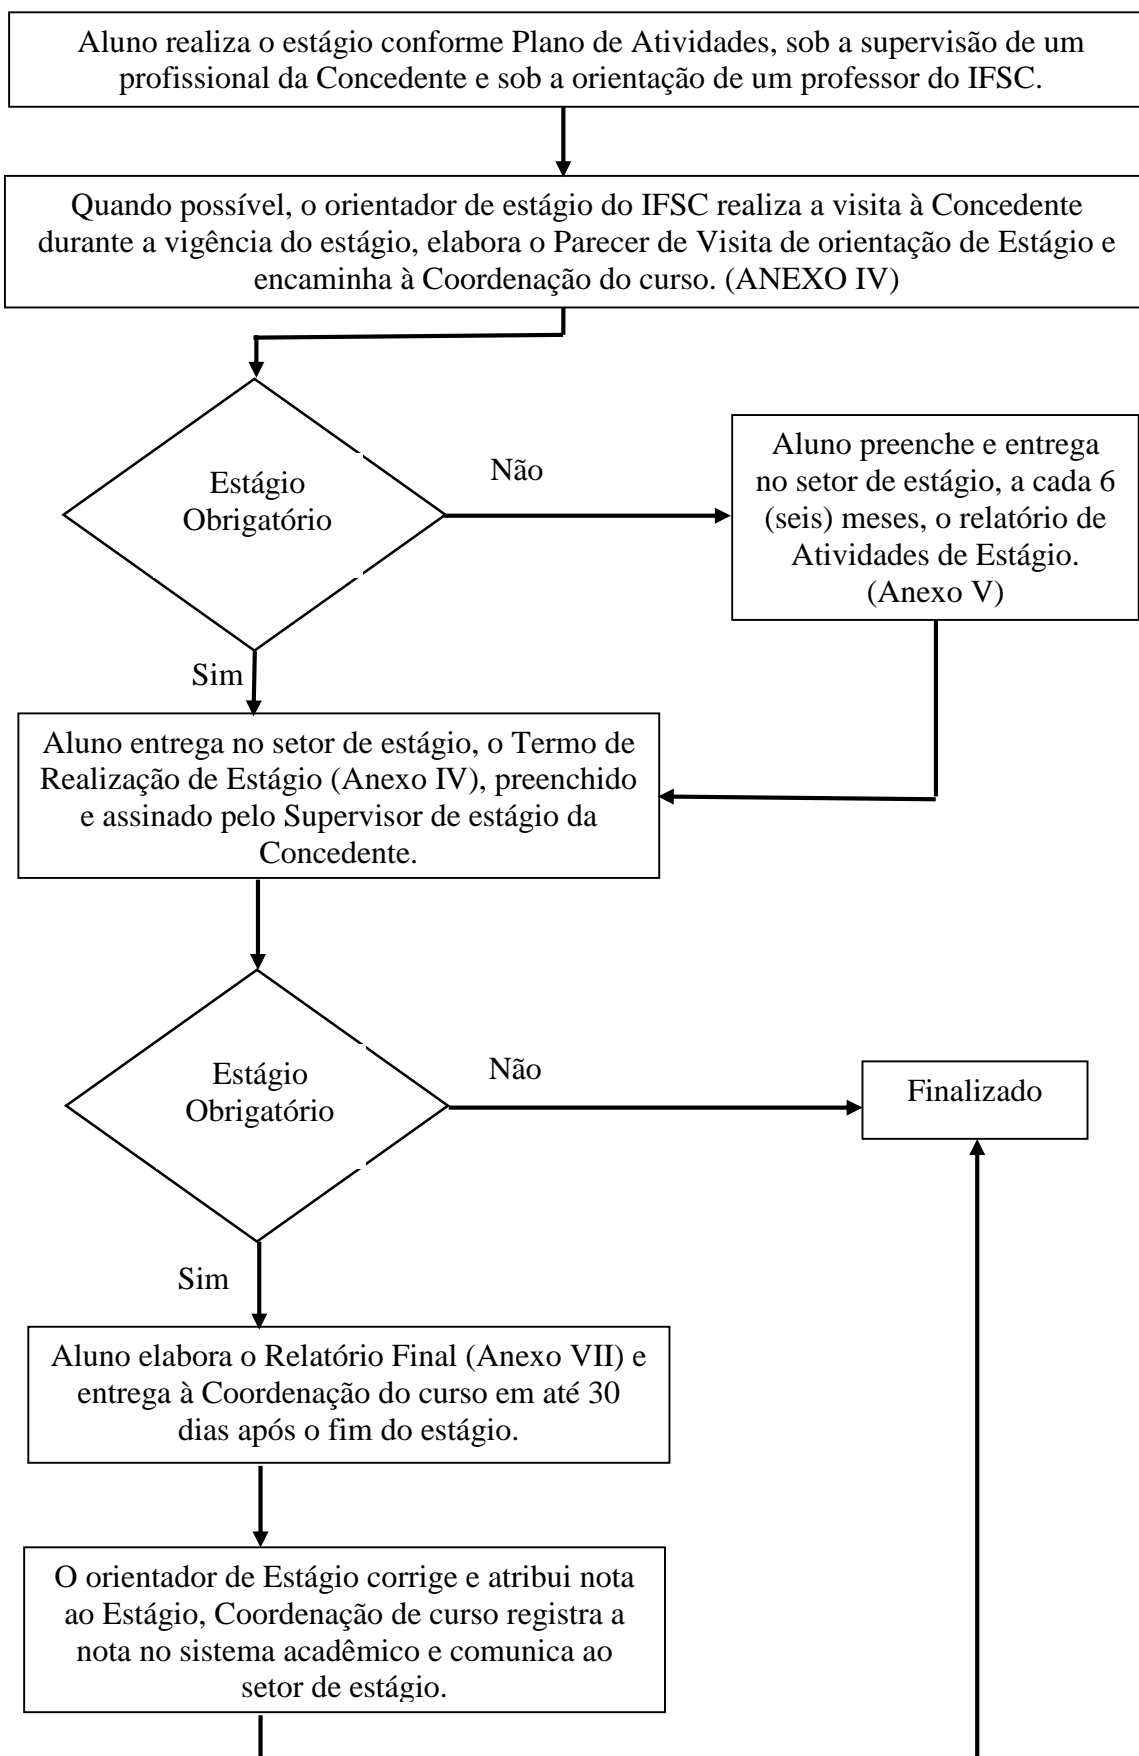 Aluno realiza o estágio conforme Plano de Atividades, sob a supervisão de um
profissional da Concedente e sob a orientação de um professor do IFSC.
Quando possível, o orientador de estágio do IFSC realiza a visita à Concedente
durante a vigência do estágio, elabora o Parecer de Visita de orientação de Estágio e
encaminha à Coordenação do curso. (ANEXO IV)
Estágio
Obrigatório
Não
Aluno preenche e entrega
no setor de estágio, a cada 6
(seis) meses, o relatório de
Atividades de Estágio.
(Anexo V)
Sim
Aluno entrega no setor de estágio, o Termo de
Realização de Estágio (Anexo IV), preenchido
e assinado pelo Supervisor de estágio da
Concedente.
Estágio
Obrigatório
Não
Finalizado
Sim
Aluno elabora o Relatório Final (Anexo VII) e
entrega à Coordenação do curso em até 30
dias após o fim do estágio.
O orientador de Estágio corrige e atribui nota
ao Estágio, Coordenação de curso registra a
nota no sistema acadêmico e comunica ao
setor de estágio.